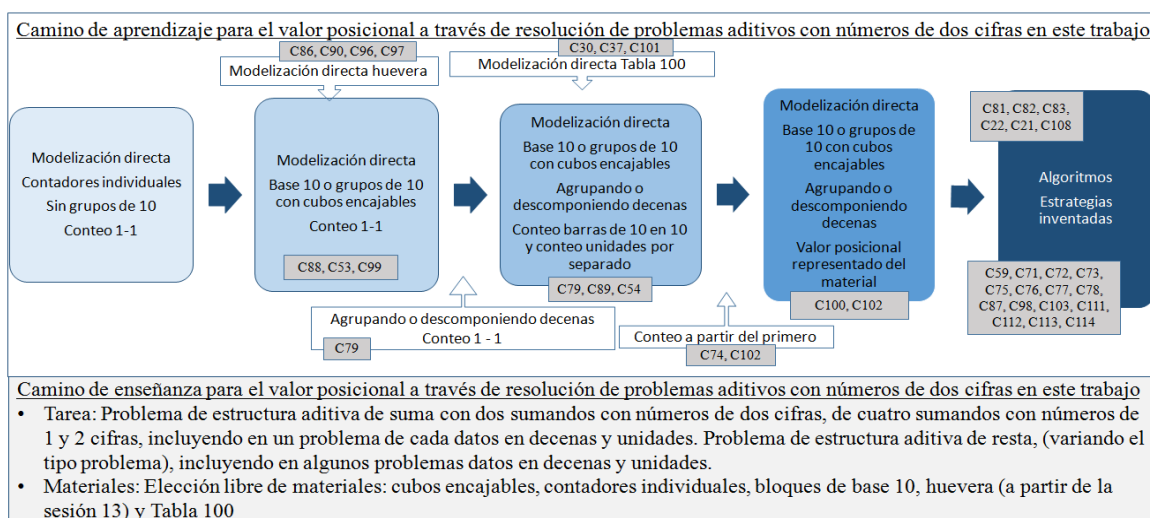 Camino de aprendizaje para el valor posicional a través de resolución de problemas aditivos con números de dos cifras en este trabajo
C86, C90, C96, C97
Modelización directa huevera
C30, C37, C101
Modelización directa Tabla 100
Modelización directa
Contadores individuales
Sin grupos de 10
Conteo 1-1
Modelización directa
Base 10 o grupos de 10
con cubos encajables
Conteo 1-1
C88, C53, C99
Modelización directa
Base 10 o grupos de 10
con cubos encajables
Agrupando o
descomponiendo decenas
Conteo barras de 10 en 10
y conteo unidades por
separado
C79, C89, C54
Modelización directa
Base 10 o grupos de
10 con cubos
encajables
Agrupando o
descomponiendo
decenas
Valor posicional
representado del
material
C100, C102
C81, C82, C83,
C22, C21, C108
Algoritmos
Estrategias
inventadas
C59, C71, C72, C73,
C75, C76, C77, C78,
C87, C98, C103, C111,
C112, C113, C114
Agrupando o descomponiendo decenas
Conteo 1 - 1
C79
Conteo a partir del primero
C74, C102
Camino de enseñanza para el valor posicional a través de resolución de problemas aditivos con números de dos cifras en este trabajo
• Tarea: Problema de estructura aditiva de suma con dos sumandos con números de dos cifras, de cuatro sumandos con números de
1 y 2 cifras, incluyendo en un problema de cada datos en decenas y unidades. Problema de estructura aditiva de resta, (variando el
tipo problema), incluyendo en algunos problemas datos en decenas y unidades.
• Materiales: Elección libre de materiales: cubos encajables, contadores individuales, bloques de base 10, huevera (a partir de la
sesión 13) y Tabla 100